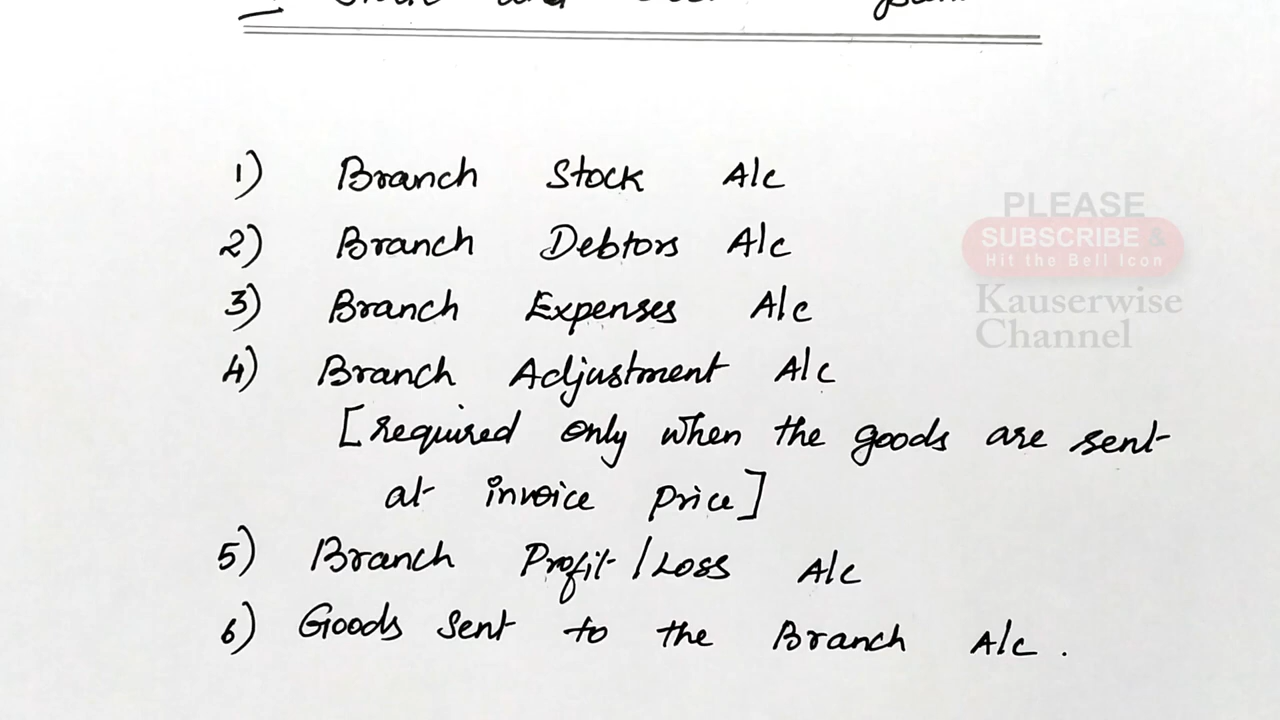 1) Branch Stock A/c
2) Branch Debtors A/c
3) Branch Expenses A/c
4) Branch Adjustment A/c
[required only when the goods are sent
at invoice price]
5) Branch Profit/Loss A/c
6) Goods sent to the Branch A/c.
PLEASE
SUBSCRIBE &
Hit the Bell Icon
Kauserwise
Channel